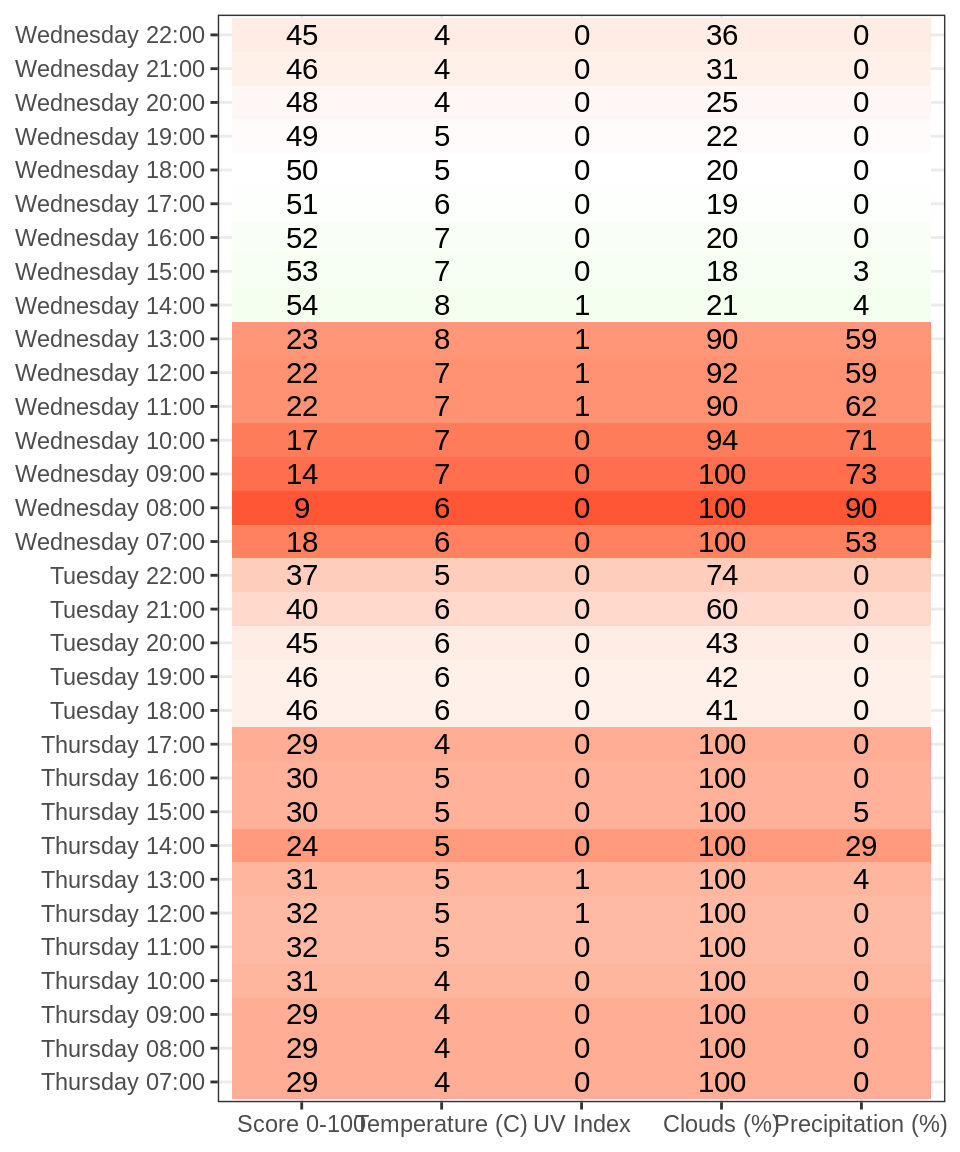 Wednesday 22:00 45 4 0 36 0
Wednesday 21:00 46 4 0 31 0
Wednesday 20:00 48 4 0 25 0
Wednesday 19:00 49 5 0 22 0
Wednesday 18:00 50 5 0 20 0
Wednesday 17:00 51 6 0 19 0
Wednesday 16:00 52 7 0 20 0
Wednesday 15:00 53 7 0 18 3
Wednesday 14:00 54 8 1 21 4
Wednesday 13:00 23 8 1 90 59
Wednesday 12:00 22 7 1 92 59
Wednesday 11:00 22 7 1 90 62
Wednesday 10:00 17 7 0 94 71
Wednesday 09:00 14 7 0 100 73
Wednesday 08:00 9 6 0 100 90
Wednesday 07:00 18 6 0 100 53
Tuesday 22:00 37 5 0 74 0
Tuesday 21:00 40 6 0 60 0
Tuesday 20:00 45 6 0 43 0
Tuesday 19:00 46 6 0 42 0
Tuesday 18:00 46 6 0 41 0
Thursday 17:00 29 4 0 100 0
Thursday 16:00 30 5 0 100 0
Thursday 15:00 30 5 0 100 5
Thursday 14:00 24 5 0 100 29
Thursday 13:00 31 5 1 100 4
Thursday 12:00 32 5 1 100 0
Thursday 11:00 32 5 0 100 0
Thursday 10:00 31 4 0 100 0
Thursday 09:00 29 4 0 100 0
Thursday 08:00 29 4 0 100 0
Thursday 07:00 29 4 0 100 0
Score 0-100 Temperature (C) UV Index Clouds (%) Precipitation (%)